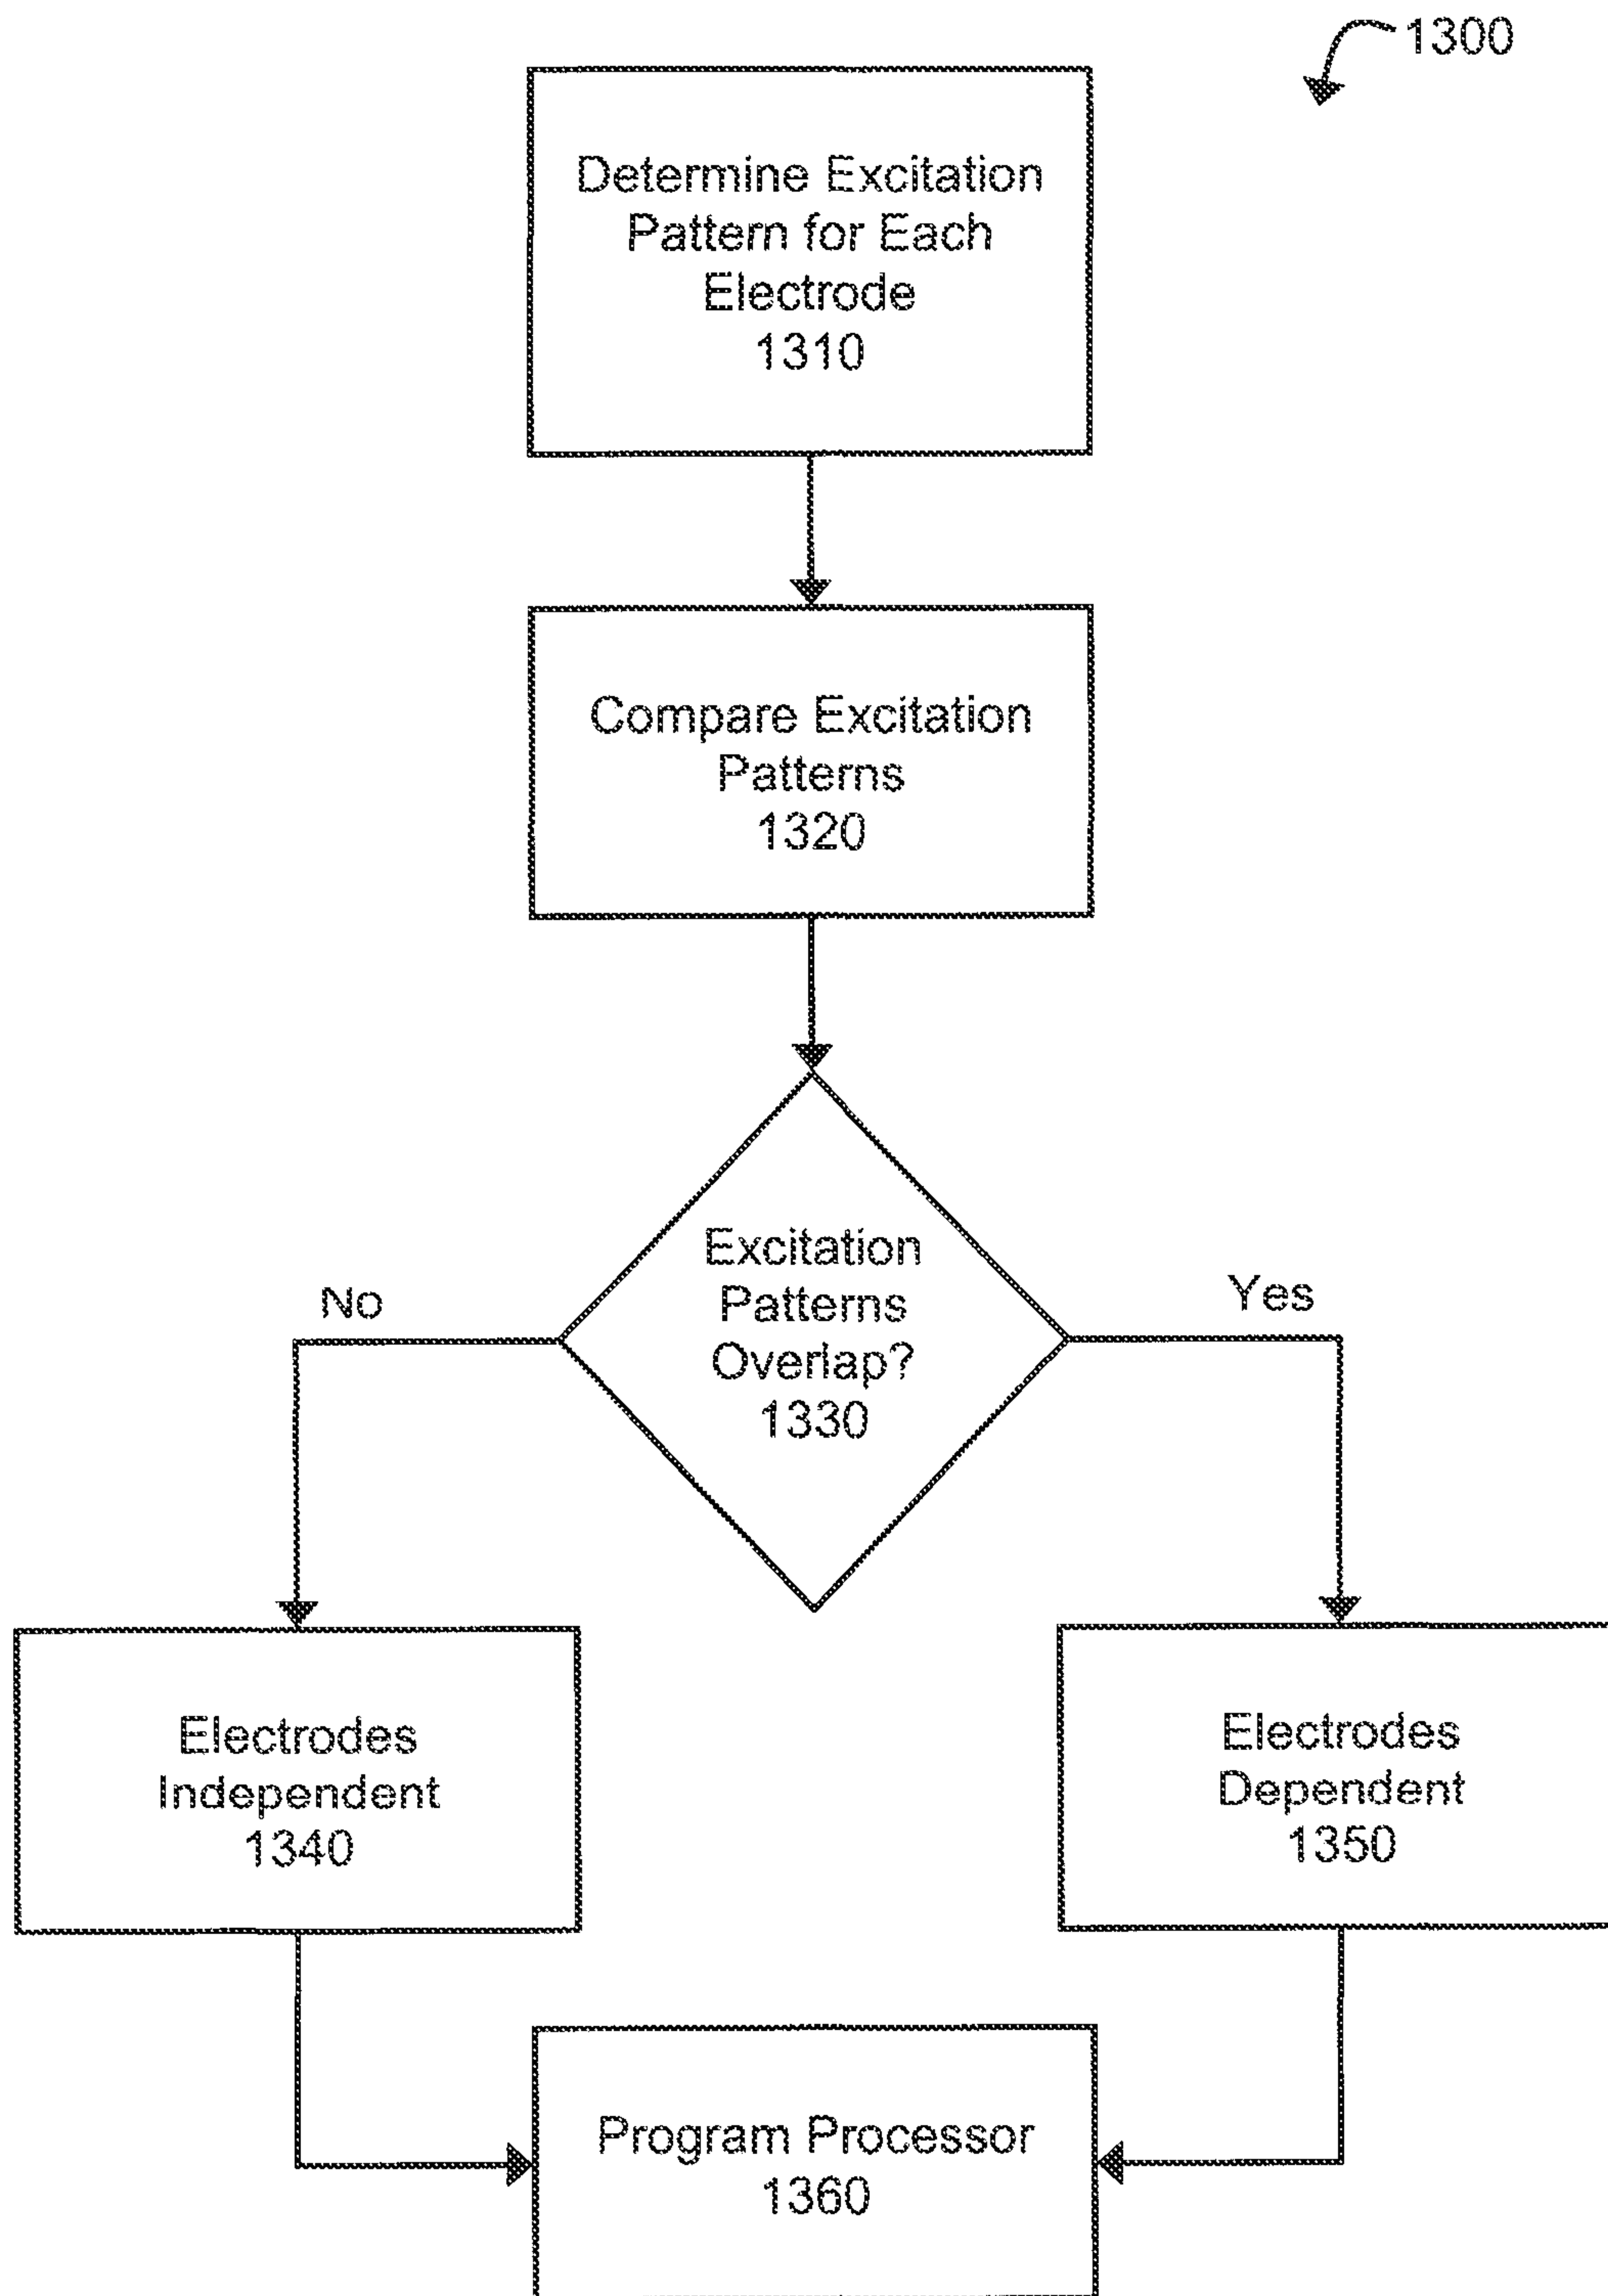 1300
Determine Excitation
Pattern for Each
Electrode
1310
Compare Excitation
Patterns
1320
Excitation
Patterns
Overlap?
1330
No
Yes
Electrodes
Independent
1340
Electrodes
Dependent
1350
Program Processor
1360